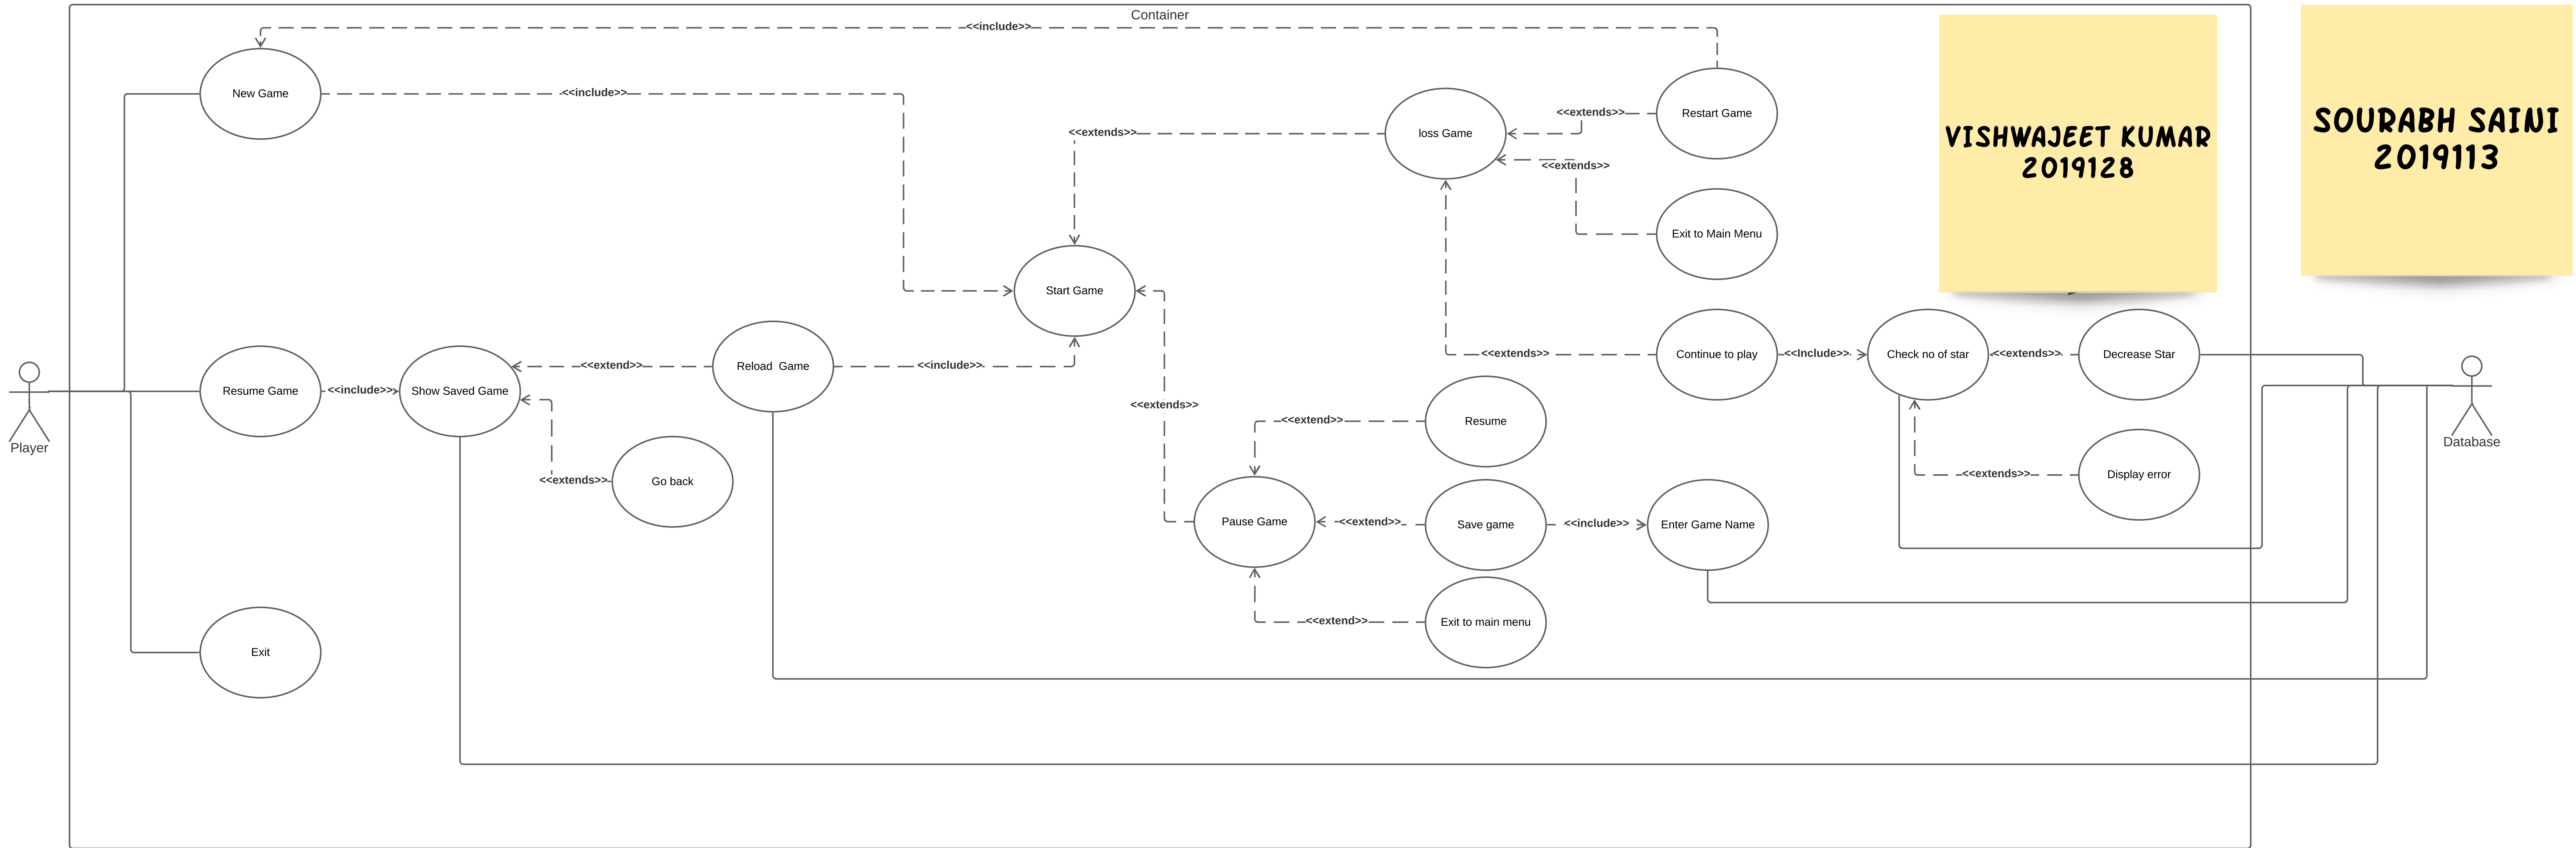 Container
<<include>>
New Game
<<include>>
<<extends>>
loss Game
<<extends>>
Restart Game
<<extends>>
Exit to Main Menu
VISHWAJEET KUMAR
2019128
SOURABH SAINI
2019113
Start Game
Player
Resume Game
<<include>>
Show Saved Game
<<extend>>
Reload Game
<<include>>
<<extends>>
Go back
<<extends>>
<<extends>>
Continue to play
<<Include>>
Check no of star
<<extends>>
Decrease Star
<<extends>>
Display error
Database
<<extend>>
Resume
Pause Game
<<extend>>
Save game
<<include>>
Enter Game Name
<<extend>>
Exit to main menu
Exit